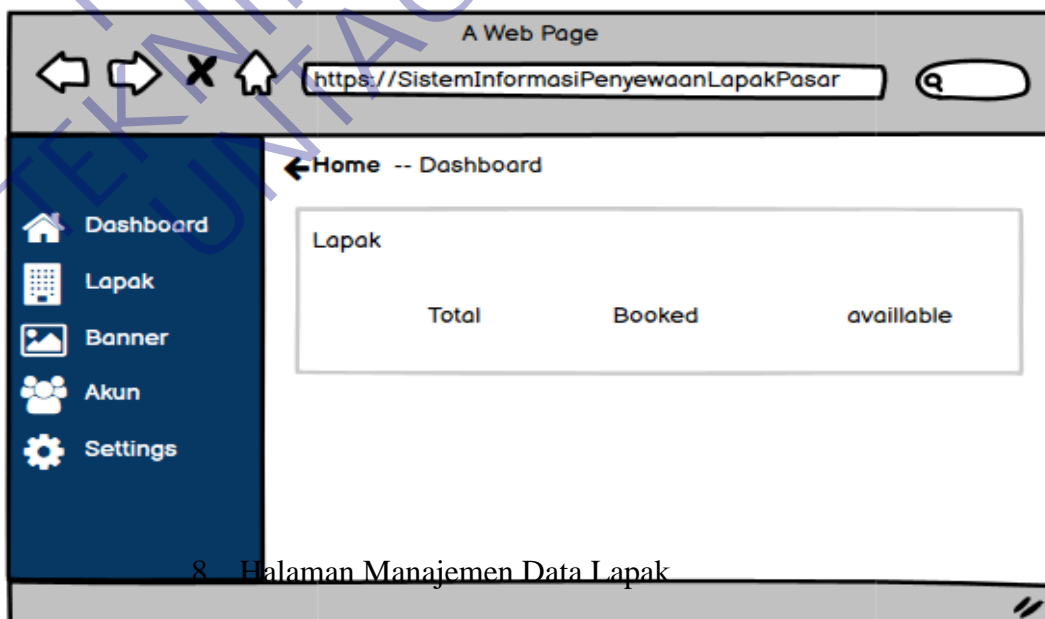 A Web Page
https://SistemInformasiPenyewaanLapakPasar
Home -- Dashboard
Dashboard
Lapak
Banner
Akun
Settings
Lapak
Total Booked availlable
8. Halaman Manajemen Data Lapak